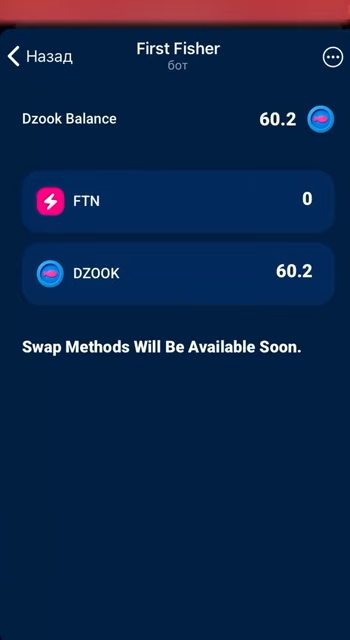 Назад
First Fisher
бот
Dzook Balance 60.2
FTN 0
DZOOK 60.2
Swap Methods Will Be Available Soon.